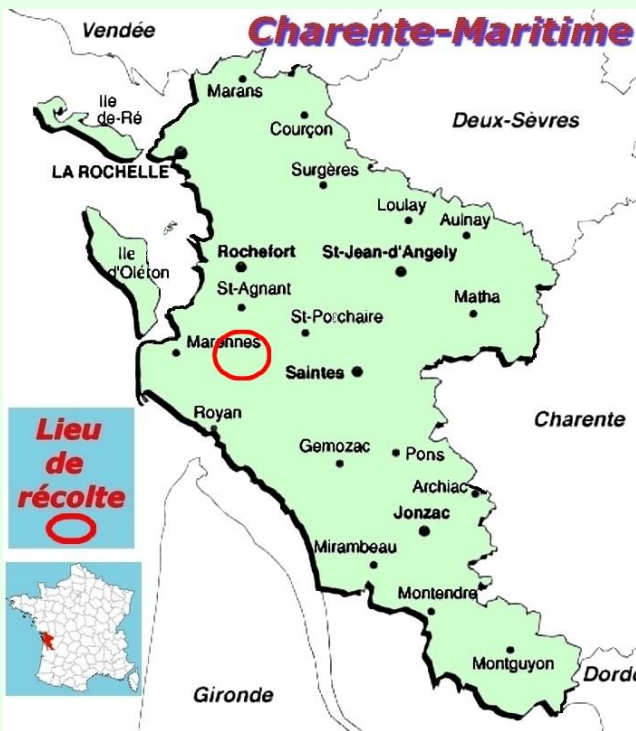 Vendée
Charente-Maritime
Marans
Ile
de-Ré
Courçon
Deux-Sèvres
LA ROCHELLE
Surgères
Loulay
Aulnay
Rochefort
St-Jean-d'Angely
Ile
d'Oléron
St-Agnant
Matha
St-Porchaire
Marennes
Saintes
Royan
Charente
Lieu
de
récolte
Gemozac
Pons
Archiac
Jonzac
Mirambeau
Montendre
Montguyon
Gironde
Dord